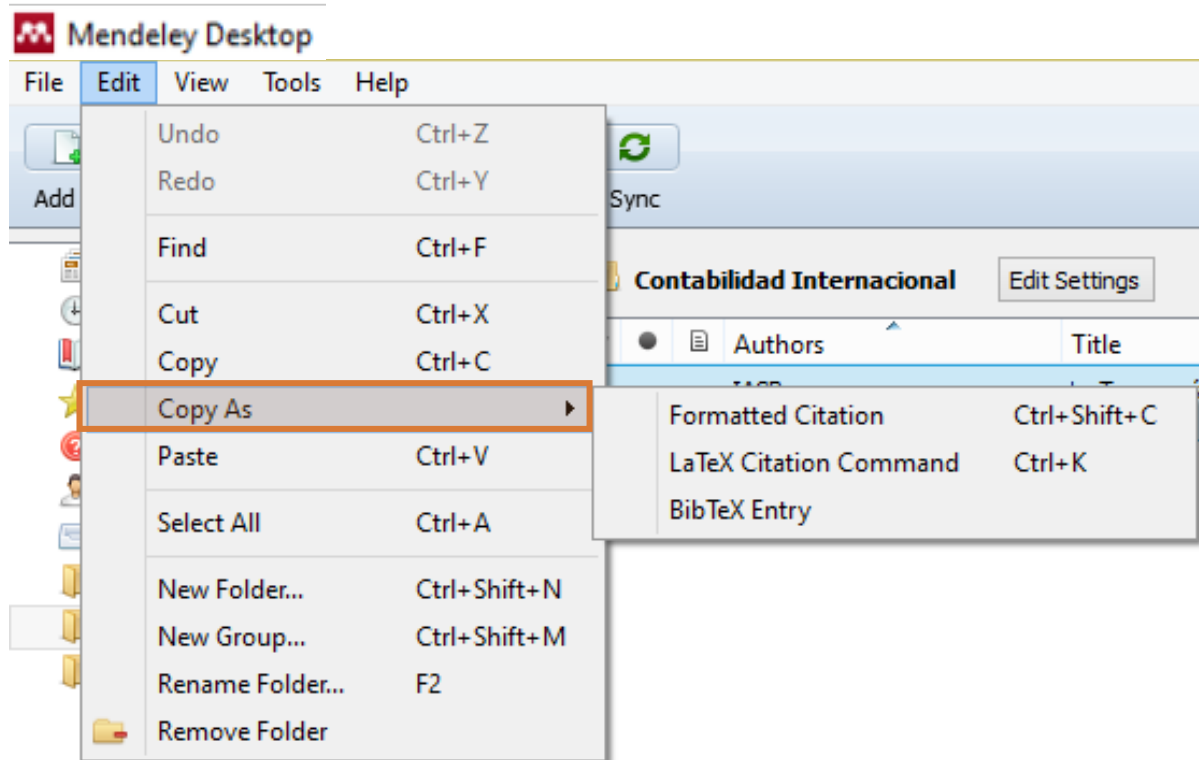 Mendeley Desktop
File Edit View Tools Help
Undo Ctrl+Z
Redo Ctrl+Y
Find Ctrl+F
Cut Ctrl+X
Copy Ctrl+C
Copy As
Paste Ctrl+V
Select All Ctrl+A
New Folder... Ctrl+Shift+N
New Group... Ctrl+Shift+M
Rename Folder... F2
Remove Folder
Add
Sync
Contabilidad Internacional Edit Settings
Authors Title
Formatted Citation Ctrl+Shift+C
LaTeX Citation Command Ctrl+K
BibTeX Entry